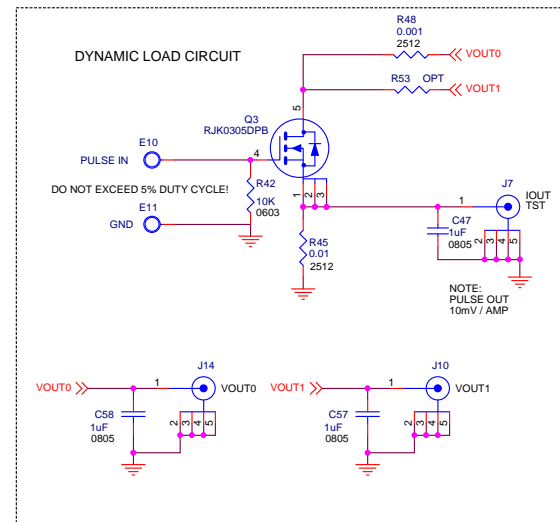 DYNAMIC LOAD CIRCUIT
R48
0.001
2512
VOUT0
R53 OPT
VOUT1
5
Q3
RJK0305DPB
E10
PULSE IN
4
DO NOT EXCEED 5% DUTY CYCLE!
R42
10K
0603
E11
GND
1
2
3
R45
0.01
2512
1
J7
IOUT
TST
C47
1uF
0805
2
3
4
5
NOTE:
PULSE OUT
10mV / AMP
VOUT0
1
J14
VOUT0
C58
1uF
0805
2
3
4
5
VOUT1
1
J10
VOUT1
C57
1uF
0805
2
3
4
5